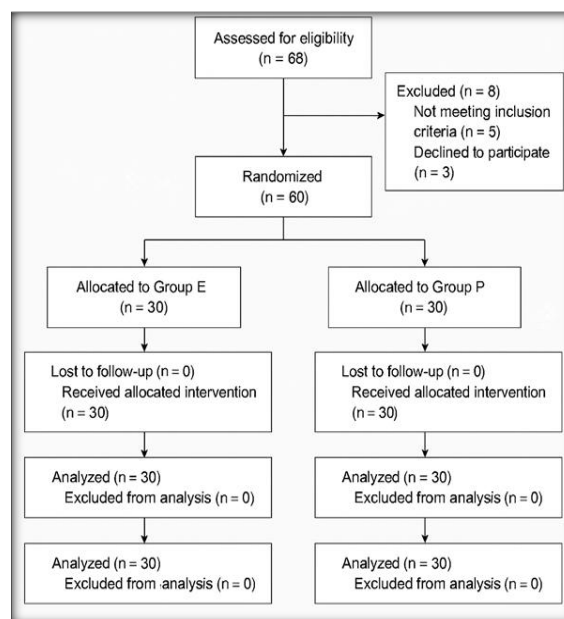 Assessed for eligibility
(n = 68)
Excluded (n = 8)
Not meeting inclusion
criteria (n = 5)
Declined to participate
(n = 3)
Randomized
(n = 60)
Allocated to Group E
(n = 30)
Allocated to Group P
(n = 30)
Lost to follow-up (n = 0)
Received allocated intervention
(n = 30)
Lost to follow-up (n = 0)
Received allocated intervention
(n = 30)
Analyzed (n = 30)
Excluded from analysis (n = 0)
Analyzed (n = 30)
Excluded from analysis (n = 0)
Analyzed (n = 30)
Excluded from analysis (n = 0)
Analyzed (n = 30)
Excluded from analysis (n = 0)